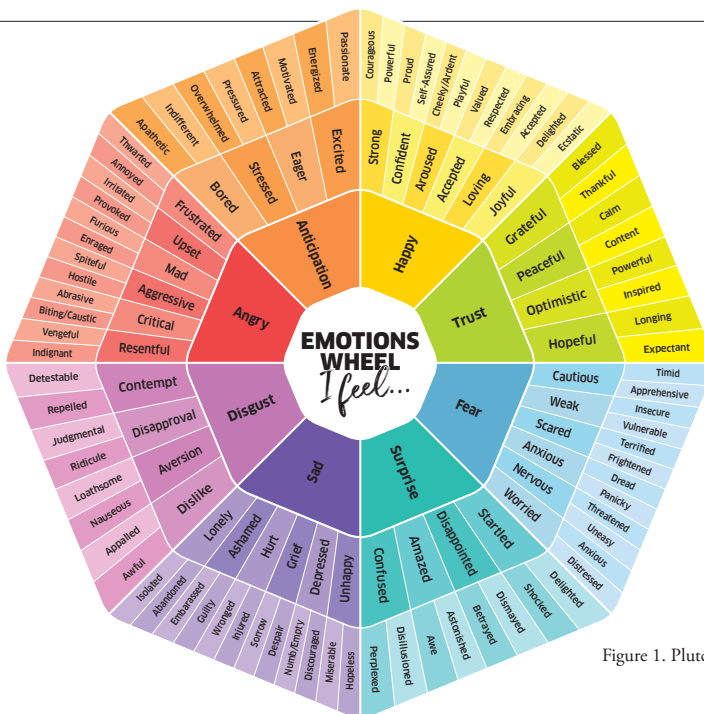 EMOTIONS
WHEEL
I feel...
Happy
Trust
Fear
Surprise
Sad
Disgust
Angry
Anticipation
Strong
Confident
Aroused
Accepted
Loving
Joyful
Grateful
Peaceful
Optimistic
Hopeful
Cautious
Weak
Scared
Anxious
Nervous
Worried
Startled
Disappointed
Amazed
Confused
Unhappy
Depressed
Grief
Hurt
Ashamed
Lonely
Dislike
Aversion
Disapproval
Contempt
Resentful
Critical
Aggressive
Mad
Upset
Frustrated
Bored
Stressed
Eager
Excited
Courageous
Powerful
Proud
Self-Assured
Cheeky/Ardent
Playful
Valued
Respected
Embracing
Accepted
Delighted
Ecstatic
Blessed
Thankful
Calm
Content
Powerful
Inspired
Longing
Expectant
Timid
Apprehensive
Insecure
Vulnerable
Terrified
Frightened
Dread
Panicky
Threatened
Uneasy
Anxious
Distressed
Delighted
Shocked
Dismayed
Betrayed
Astonished
Awe
Disillusioned
Perplexed
Hopeless
Miserable
Discouraged
Numb/Empty
Despair
Sorrow
Injured
Wronged
Guilty
Embarassed
Abandoned
Isolated
Awful
Appalled
Nauseous
Loathsome
Ridicule
Judgmental
Repelled
Detestable
Indignant
Vengeful
Biting/Caustic
Abrasive
Hostile
Spiteful
Enraged
Furious
Provoked
Irritated
Annoyed
Thwarted
Apathetic
Indifferent
Overwhelmed
Pressured
Attracted
Motivated
Energized
Passionate
Figure 1. Plutc